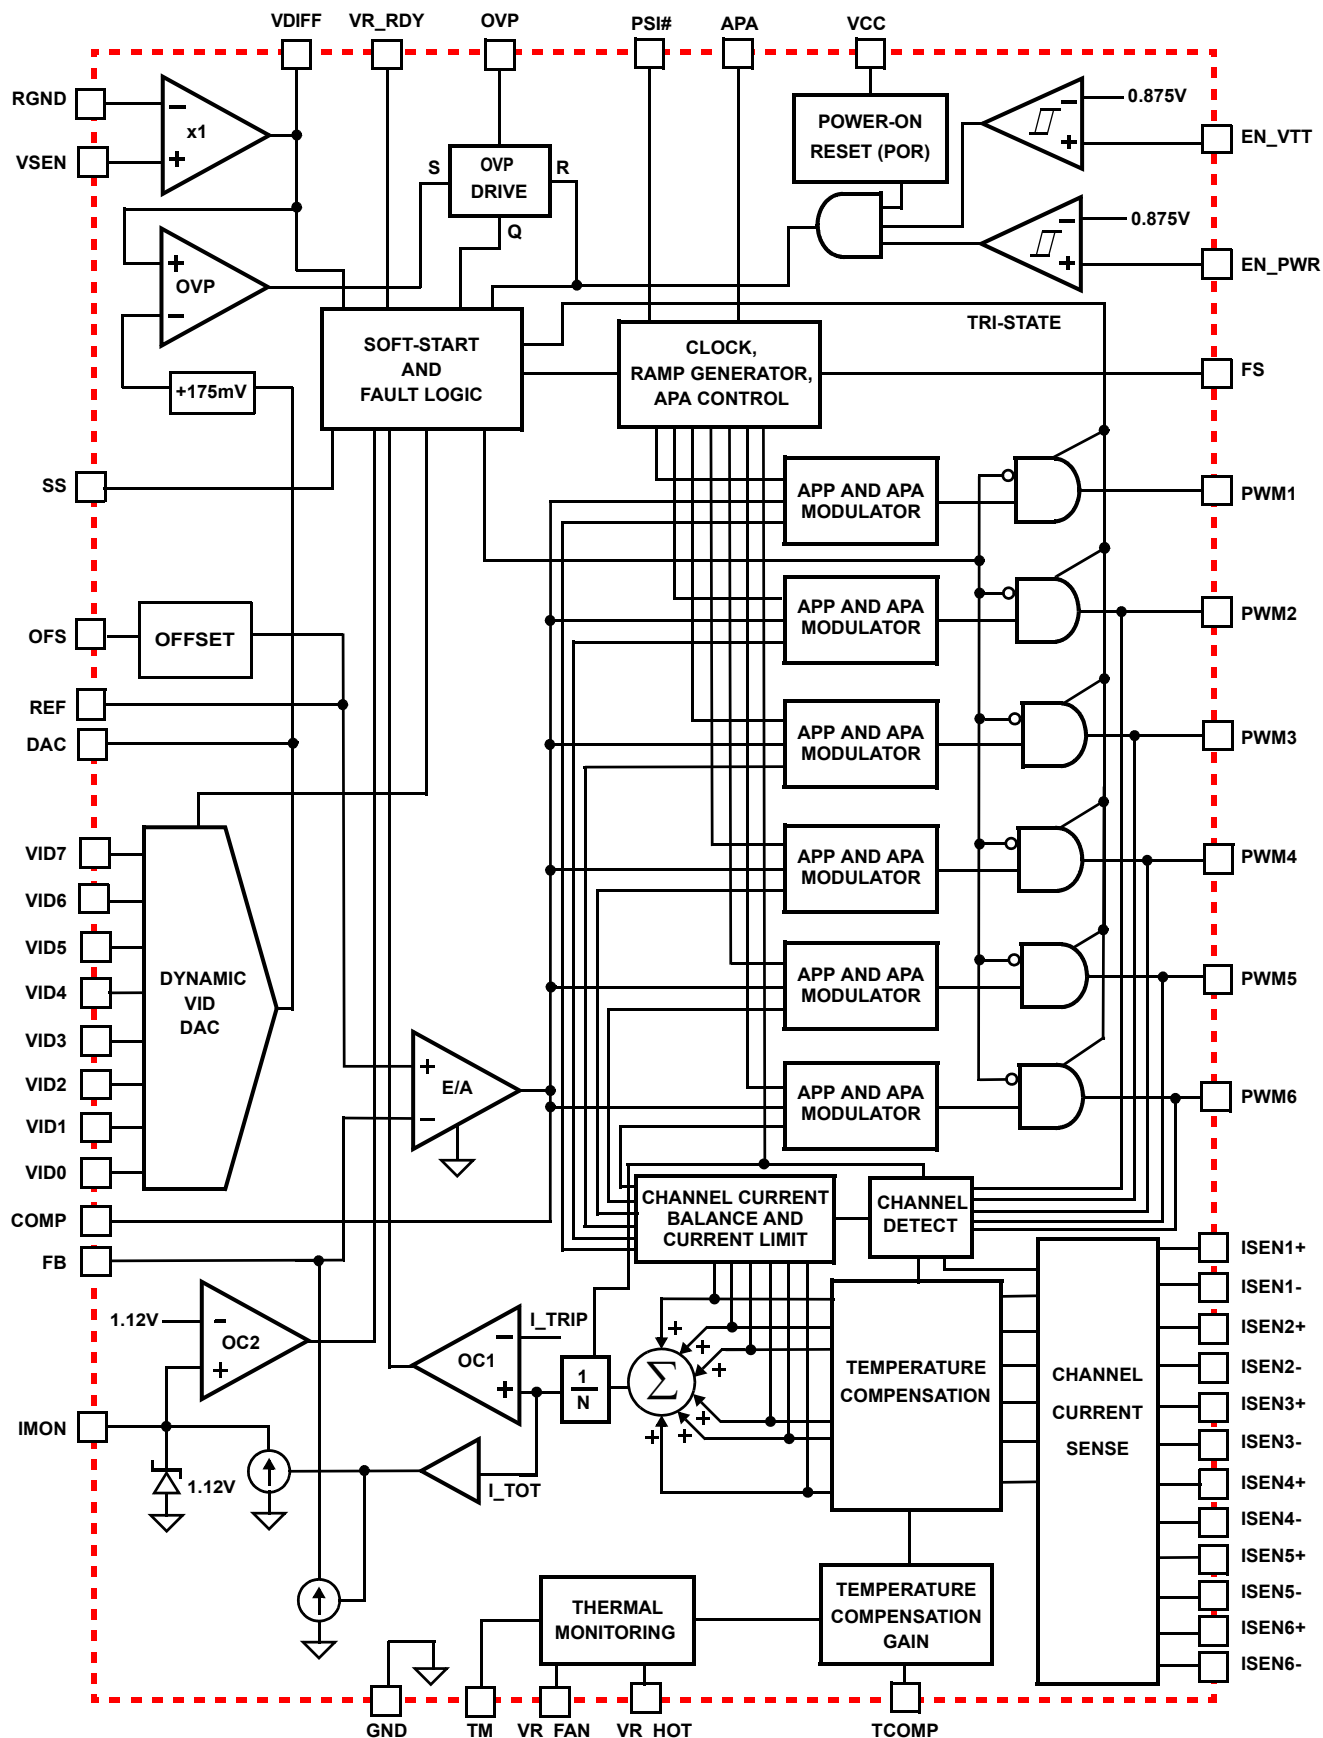 VDIFF VR_RDY OVP PSI# APA VCC
RGND
VSEN
x1
OVP
DRIVE
S
R
Q
POWER-ON
RESET (POR)
0.875V
EN_VTT
0.875V
EN_PWR
OVP
+175mV
SOFT-START
AND
FAULT LOGIC
CLOCK,
RAMP GENERATOR,
APA CONTROL
TRI-STATE
FS
SS
APP AND APA
MODULATOR
PWM1
OFS
OFFSET
APP AND APA
MODULATOR
PWM2
REF
DAC
APP AND APA
MODULATOR
PWM3
VID7
VID6
VID5
VID4
VID3
VID2
VID1
VID0
DYNAMIC
VID
DAC
APP AND APA
MODULATOR
PWM4
APP AND APA
MODULATOR
PWM5
+
E/A
−
APP AND APA
MODULATOR
PWM6
COMP
FB
CHANNEL CURRENT
BALANCE AND
CURRENT LIMIT
CHANNEL
DETECT
1.12V
OC2
I_TRIP
OC1
1
N
Σ
TEMPERATURE
COMPENSATION
CHANNEL
CURRENT
SENSE
ISEN1+
ISEN1-
ISEN2+
ISEN2-
ISEN3+
ISEN3-
ISEN4+
ISEN4-
ISEN5+
ISEN5-
ISEN6+
ISEN6-
IMON
1.12V
I_TOT
THERMAL
MONITORING
TEMPERATURE
COMPENSATION
GAIN
GND TM VR_FAN VR_HOT TCOMP